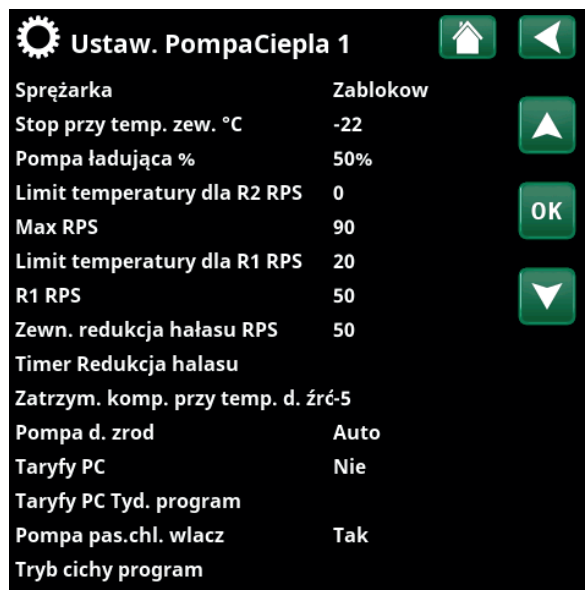 Ustaw. PompaCiepla 1
Sprężarka Zablokow
Stop przy temp. zew. °C -22
Pompa ładująca % 50%
Limit temperatury dla R2 RPS 0
OK
Max RPS 90
Limit temperatury dla R1 RPS 20
R1 RPS 50
Zewn. redukcja hałasu RPS 50
Timer Redukcja halasu
Zatrzym. komp. przy temp. d. źrć-5
Pompa d. zrod Auto
Taryfy PC Nie
Taryfy PC Tyd. program
Pompa pas.chl. wlacz Tak
Tryb cichy program